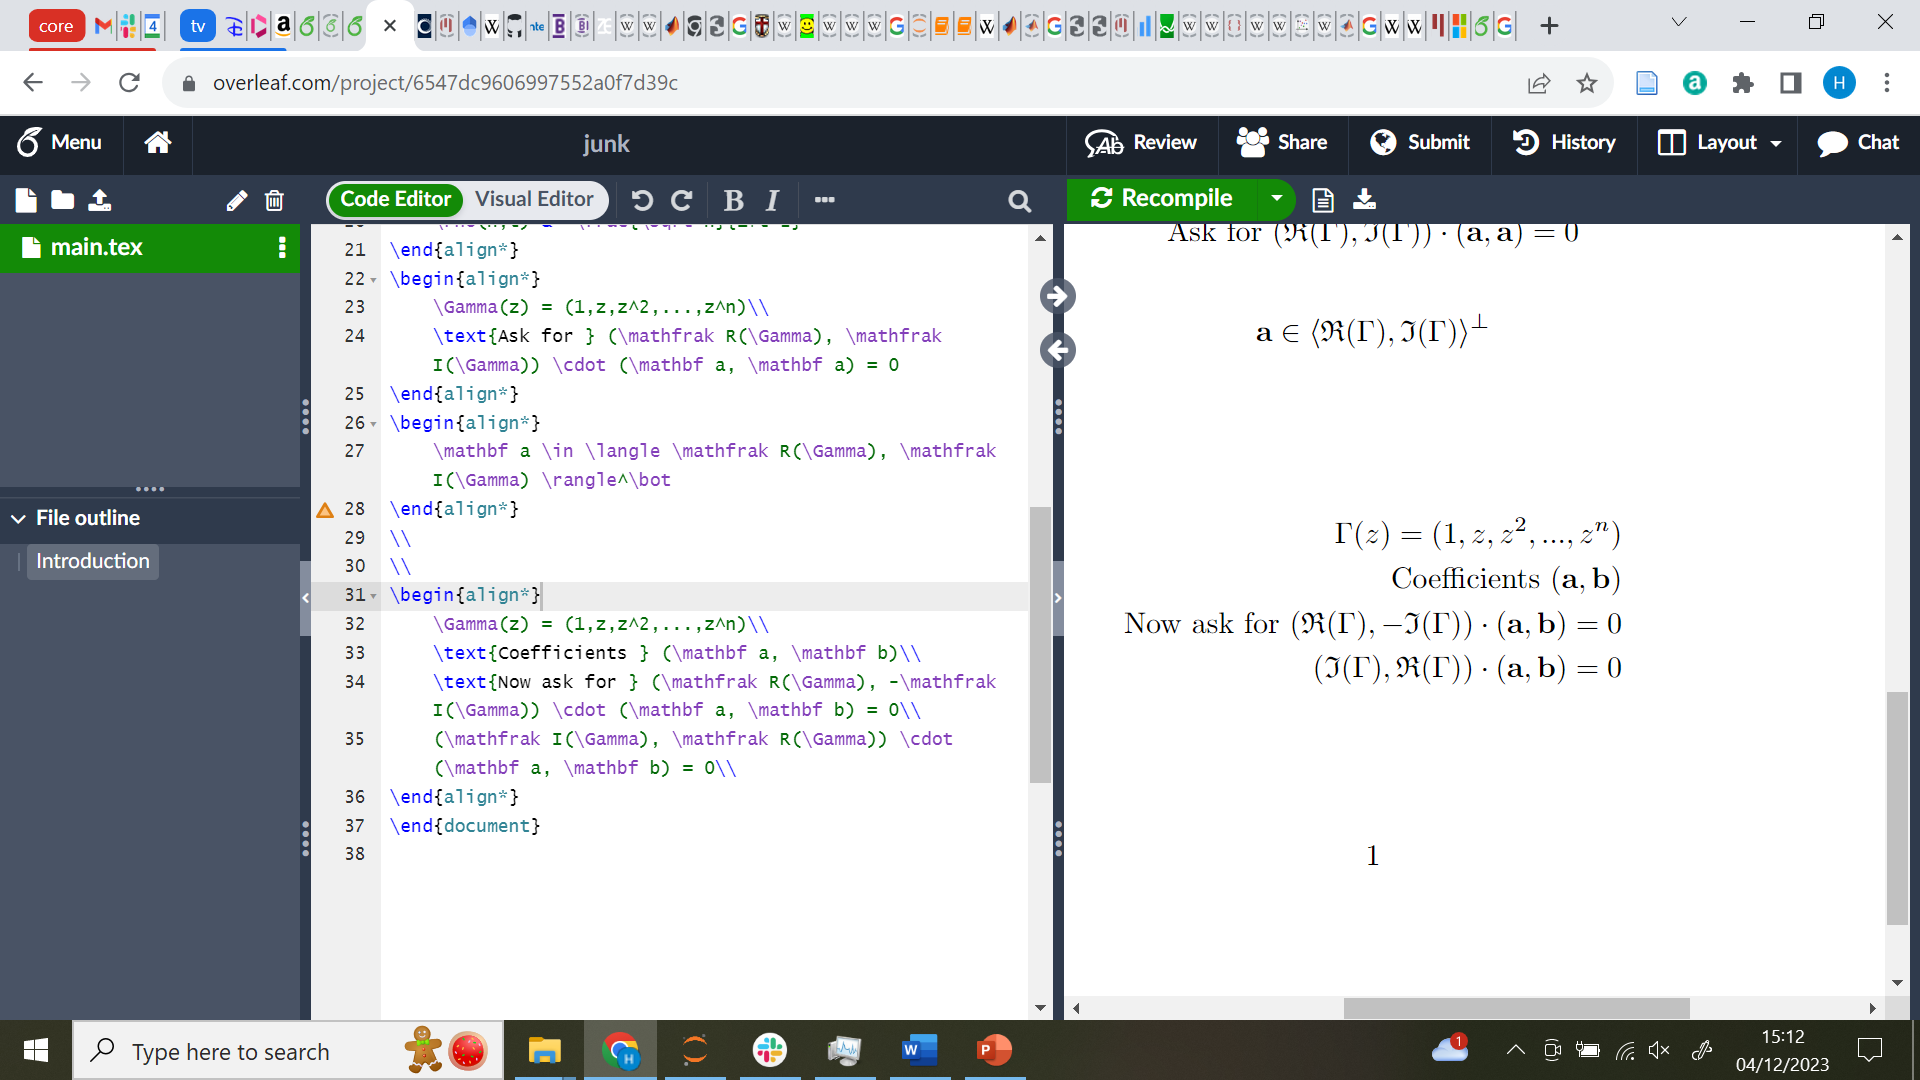 core
tv
overleaf.com/project/6547dc9606997552a0f7d39c
H
Menu
junk
Review
Share
Submit
History
Layout
Chat
Code Editor
Visual Editor
B I
Recompile
main.tex
File outline
Introduction
21 \end{align*}
22 \begin{align*}
23 \Gamma(z) = (1,z,z^2,...,z^n)\\
24 \text{Ask for } (\mathfrak R(\Gamma), \mathfrak
I(\Gamma)) \cdot (\mathbf a, \mathbf a) = 0
25 \end{align*}
26 \begin{align*}
27 \mathbf a \in \langle \mathfrak R(\Gamma), \mathfrak
I(\Gamma) \rangle^\bot
28 \end{align*}
29 \\
30 \\
31 \begin{align*}
32 \Gamma(z) = (1,z,z^2,...,z^n)\\
33 \text{Coefficients } (\mathbf a, \mathbf b)\\
34 \text{Now ask for } (\mathfrak R(\Gamma), -\mathfrak
I(\Gamma)) \cdot (\mathbf a, \mathbf b) = 0\\
35 (\mathfrak I(\Gamma), \mathfrak R(\Gamma)) \cdot
(\mathbf a, \mathbf b) = 0\\
36 \end{align*}
37 \end{document}
38
Ask for (ℜ(Γ), ℑ(Γ)) · (a, a) = 0
a ∈ ⟨ℜ(Γ), ℑ(Γ)⟩⊥
Γ(z) = (1, z, z², ..., zⁿ)
Coefficients (a, b)
Now ask for (ℜ(Γ), −ℑ(Γ)) · (a, b) = 0
(ℑ(Γ), ℜ(Γ)) · (a, b) = 0
1
Type here to search
15:12
04/12/2023